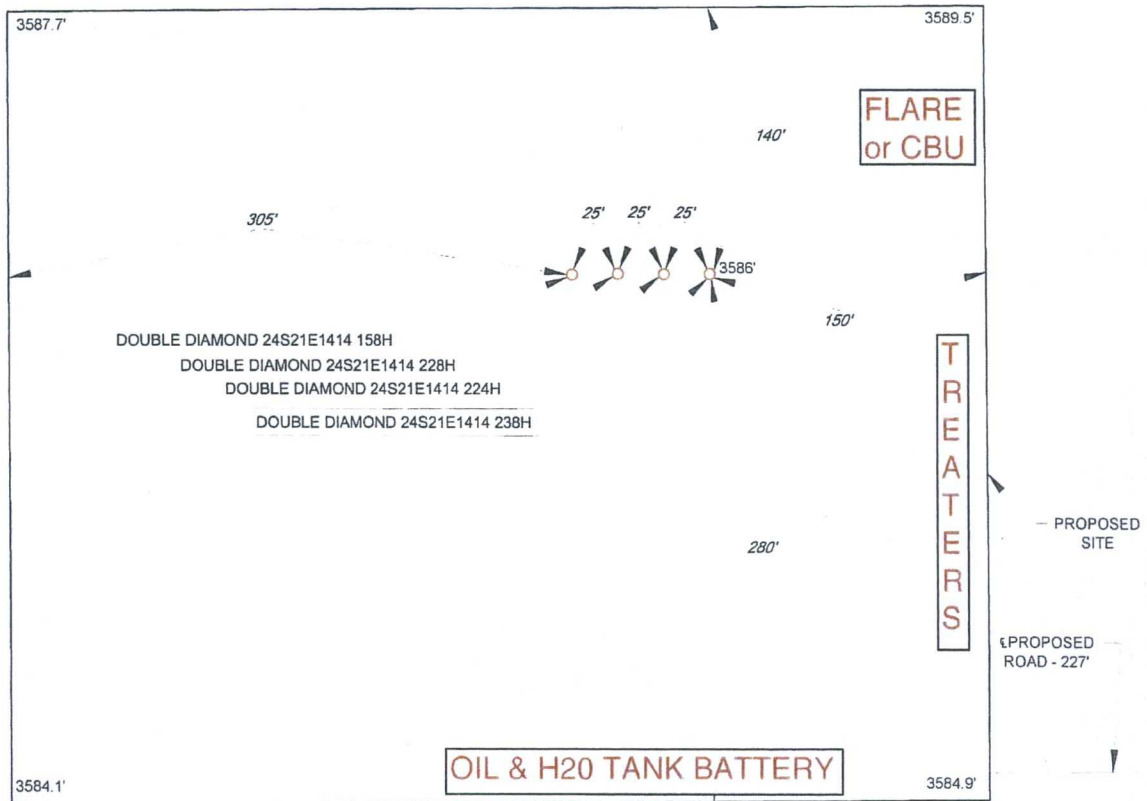 3587.7'
3589.5'
FLARE
or CBU
140'
305'
25' 25' 25'
3586'
150'
DOUBLE DIAMOND 24S21E1414 158H
DOUBLE DIAMOND 24S21E1414 228H
DOUBLE DIAMOND 24S21E1414 224H
DOUBLE DIAMOND 24S21E1414 238H
TREATERS
PROPOSED
SITE
280'
℄PROPOSED
ROAD - 227'
OIL & H20 TANK BATTERY
3584.1'
3584.9'